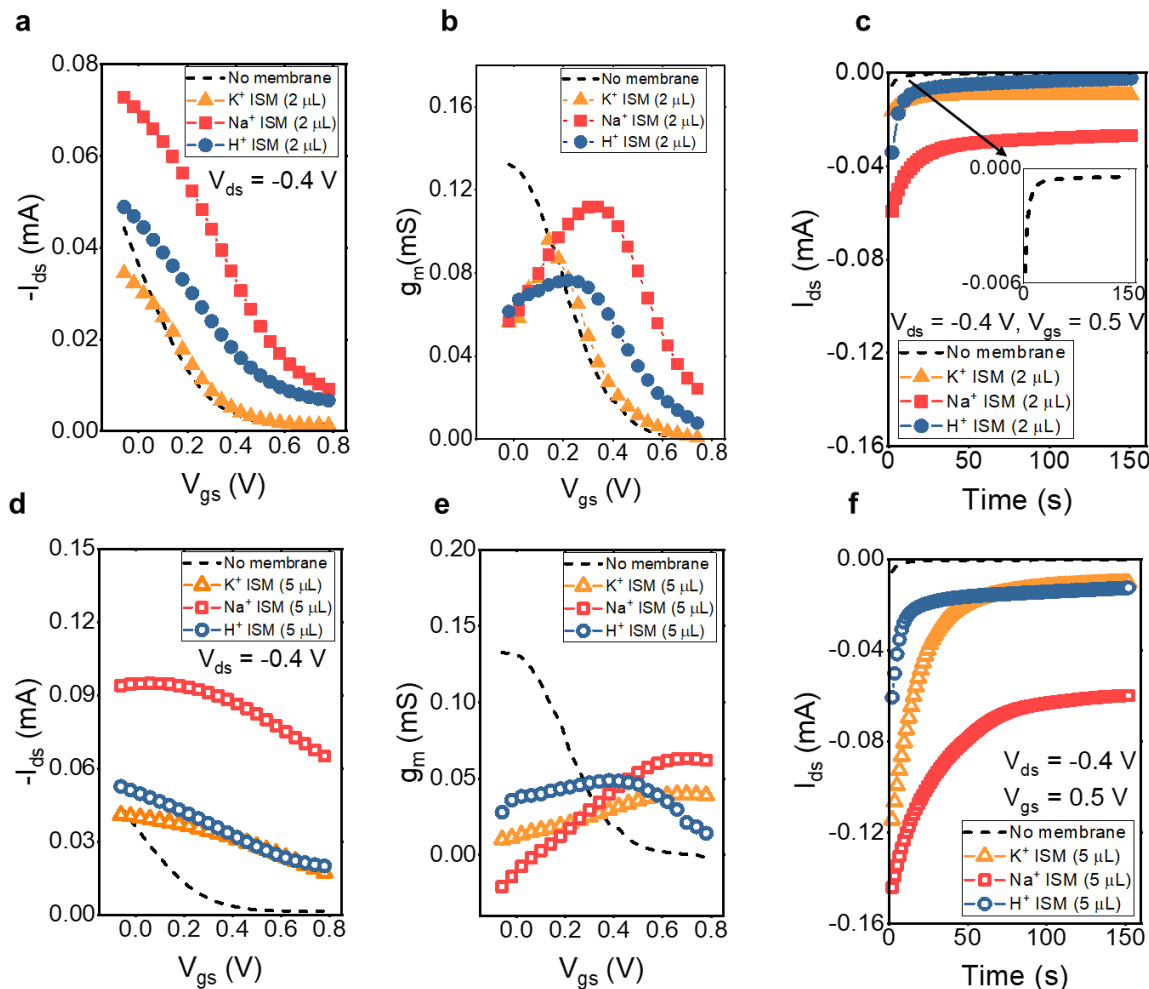 a
0.08
0.06
0.04
0.02
0.00
-I_ds (mA)
No membrane
K⁺ ISM (2 μL)
Na⁺ ISM (2 μL)
H⁺ ISM (2 μL)
V_ds = -0.4 V
0.0 0.2 0.4 0.6 0.8
V_gs (V)
b
0.16
0.12
0.08
0.04
0.00
g_m(mS)
No membrane
K⁺ ISM (2 μL)
Na⁺ ISM (2 μL)
H⁺ ISM (2 μL)
0.0 0.2 0.4 0.6 0.8
V_gs (V)
c
0.00
-0.04
-0.08
-0.12
-0.16
I_ds (mA)
0.000
-0.006
0 150
V_ds = -0.4 V, V_gs = 0.5 V
No membrane
K⁺ ISM (2 μL)
Na⁺ ISM (2 μL)
H⁺ ISM (2 μL)
0 50 100 150
Time (s)
d
0.15
0.12
0.09
0.06
0.03
0.00
-I_ds (mA)
No membrane
K⁺ ISM (5 μL)
Na⁺ ISM (5 μL)
H⁺ ISM (5 μL)
V_ds = -0.4 V
0.0 0.2 0.4 0.6 0.8
V_gs (V)
e
0.20
0.15
0.10
0.05
0.00
g_m(mS)
No membrane
K⁺ ISM (5 μL)
Na⁺ ISM (5 μL)
H⁺ ISM (5 μL)
0.0 0.2 0.4 0.6 0.8
V_gs (V)
f
0.00
-0.04
-0.08
-0.12
-0.16
I_ds (mA)
V_ds = -0.4 V
V_gs = 0.5 V
No membrane
K⁺ ISM (5 μL)
Na⁺ ISM (5 μL)
H⁺ ISM (5 μL)
0 50 100 150
Time (s)